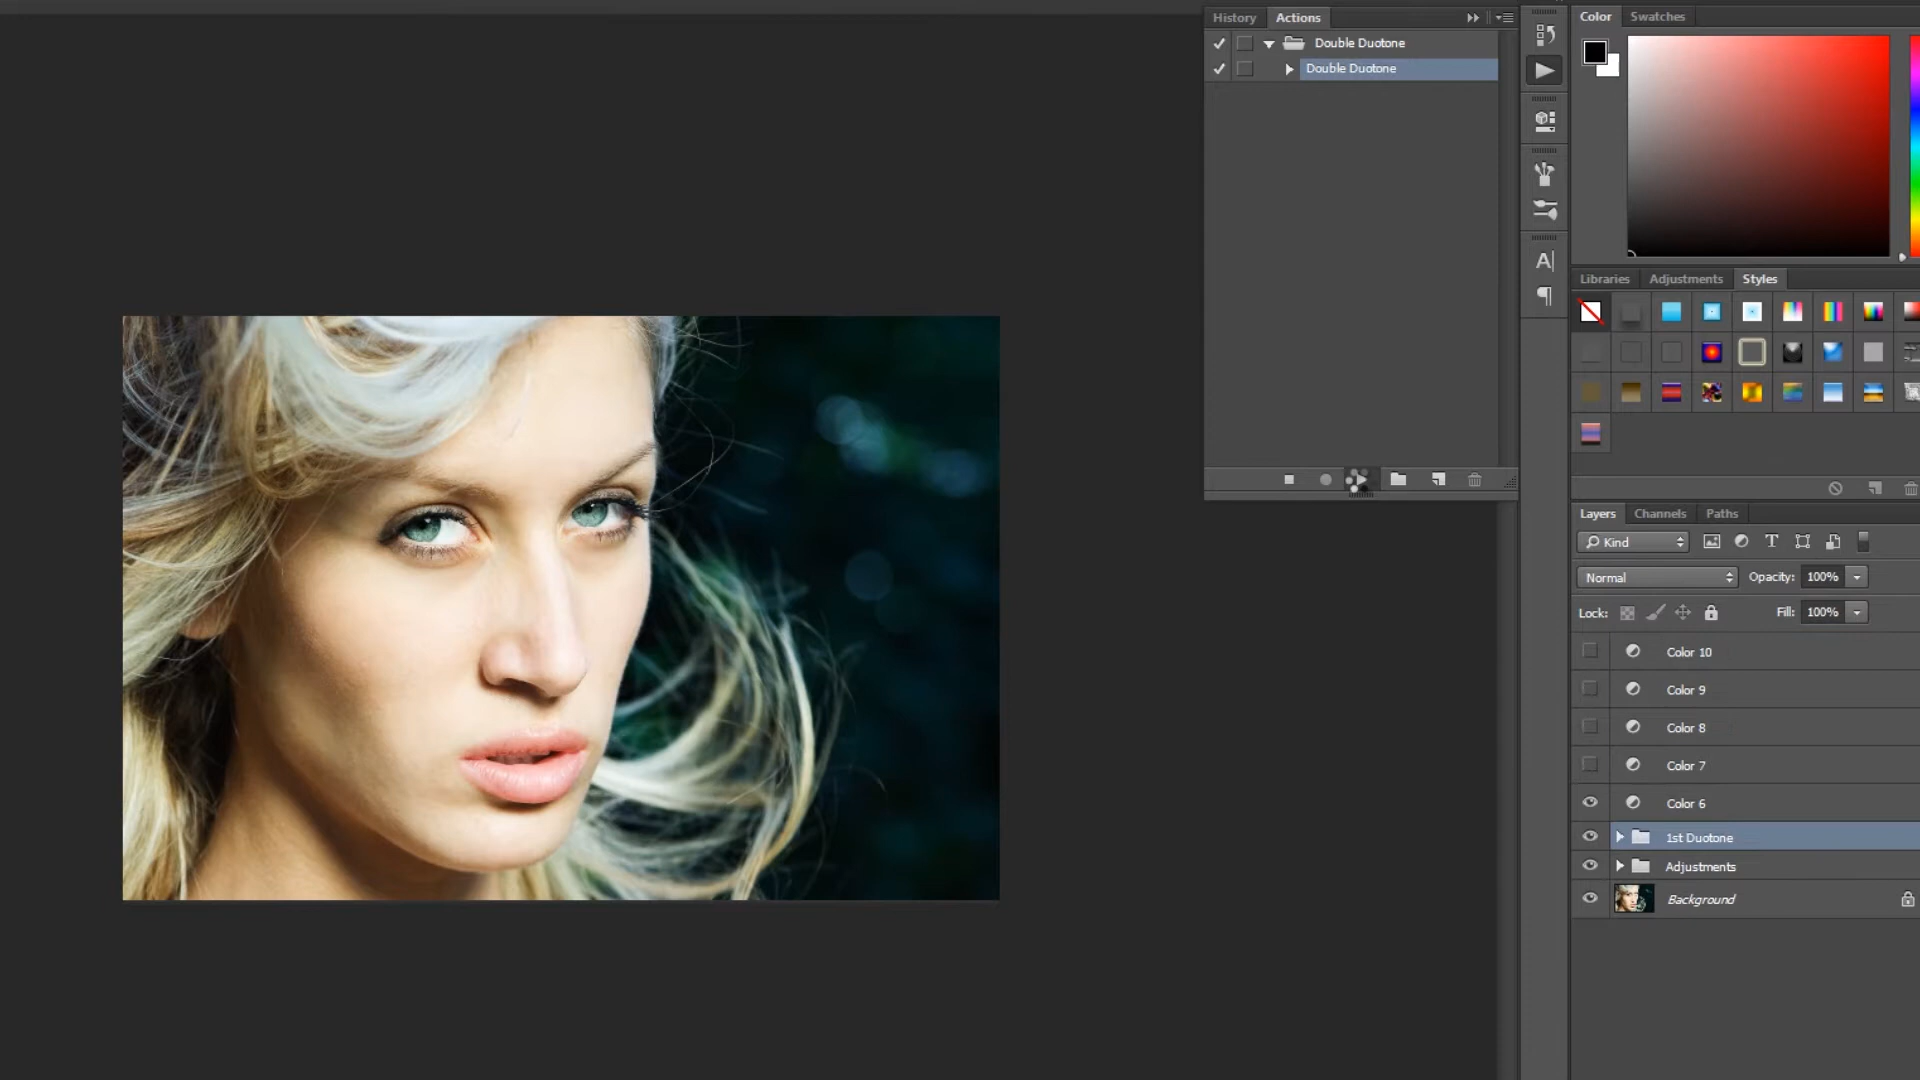 History Actions
Double Duotone
Double Duotone
Color Swatches
A
Libraries Adjustments Styles
Layers Channels Paths
Kind T
Normal Opacity: 100%
Lock: Fill: 100%
Color 10
Color 9
Color 8
Color 7
Color 6
1st Duotone
Adjustments
Background